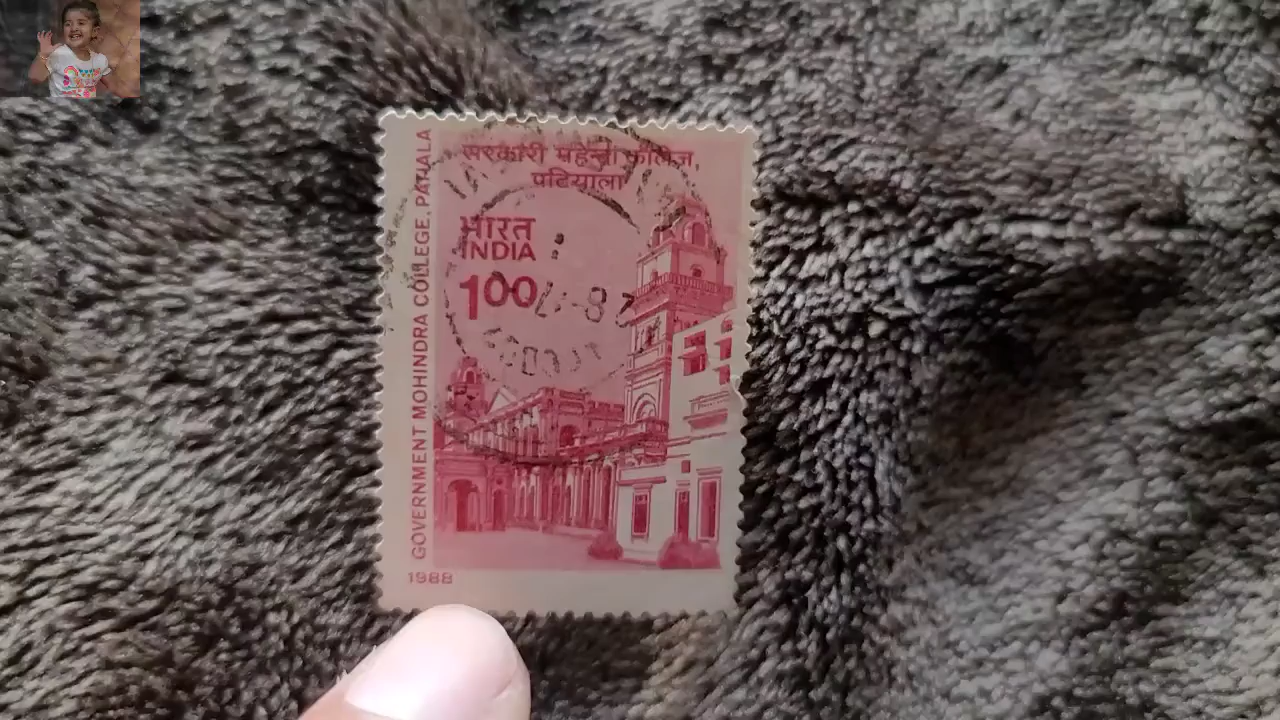 सरकारी महेन्द्रा कॉलेज,
पटियाला
भारत
INDIA
100
GOVERNMENT MOHINDRA COLLEGE, PATIALA
1988